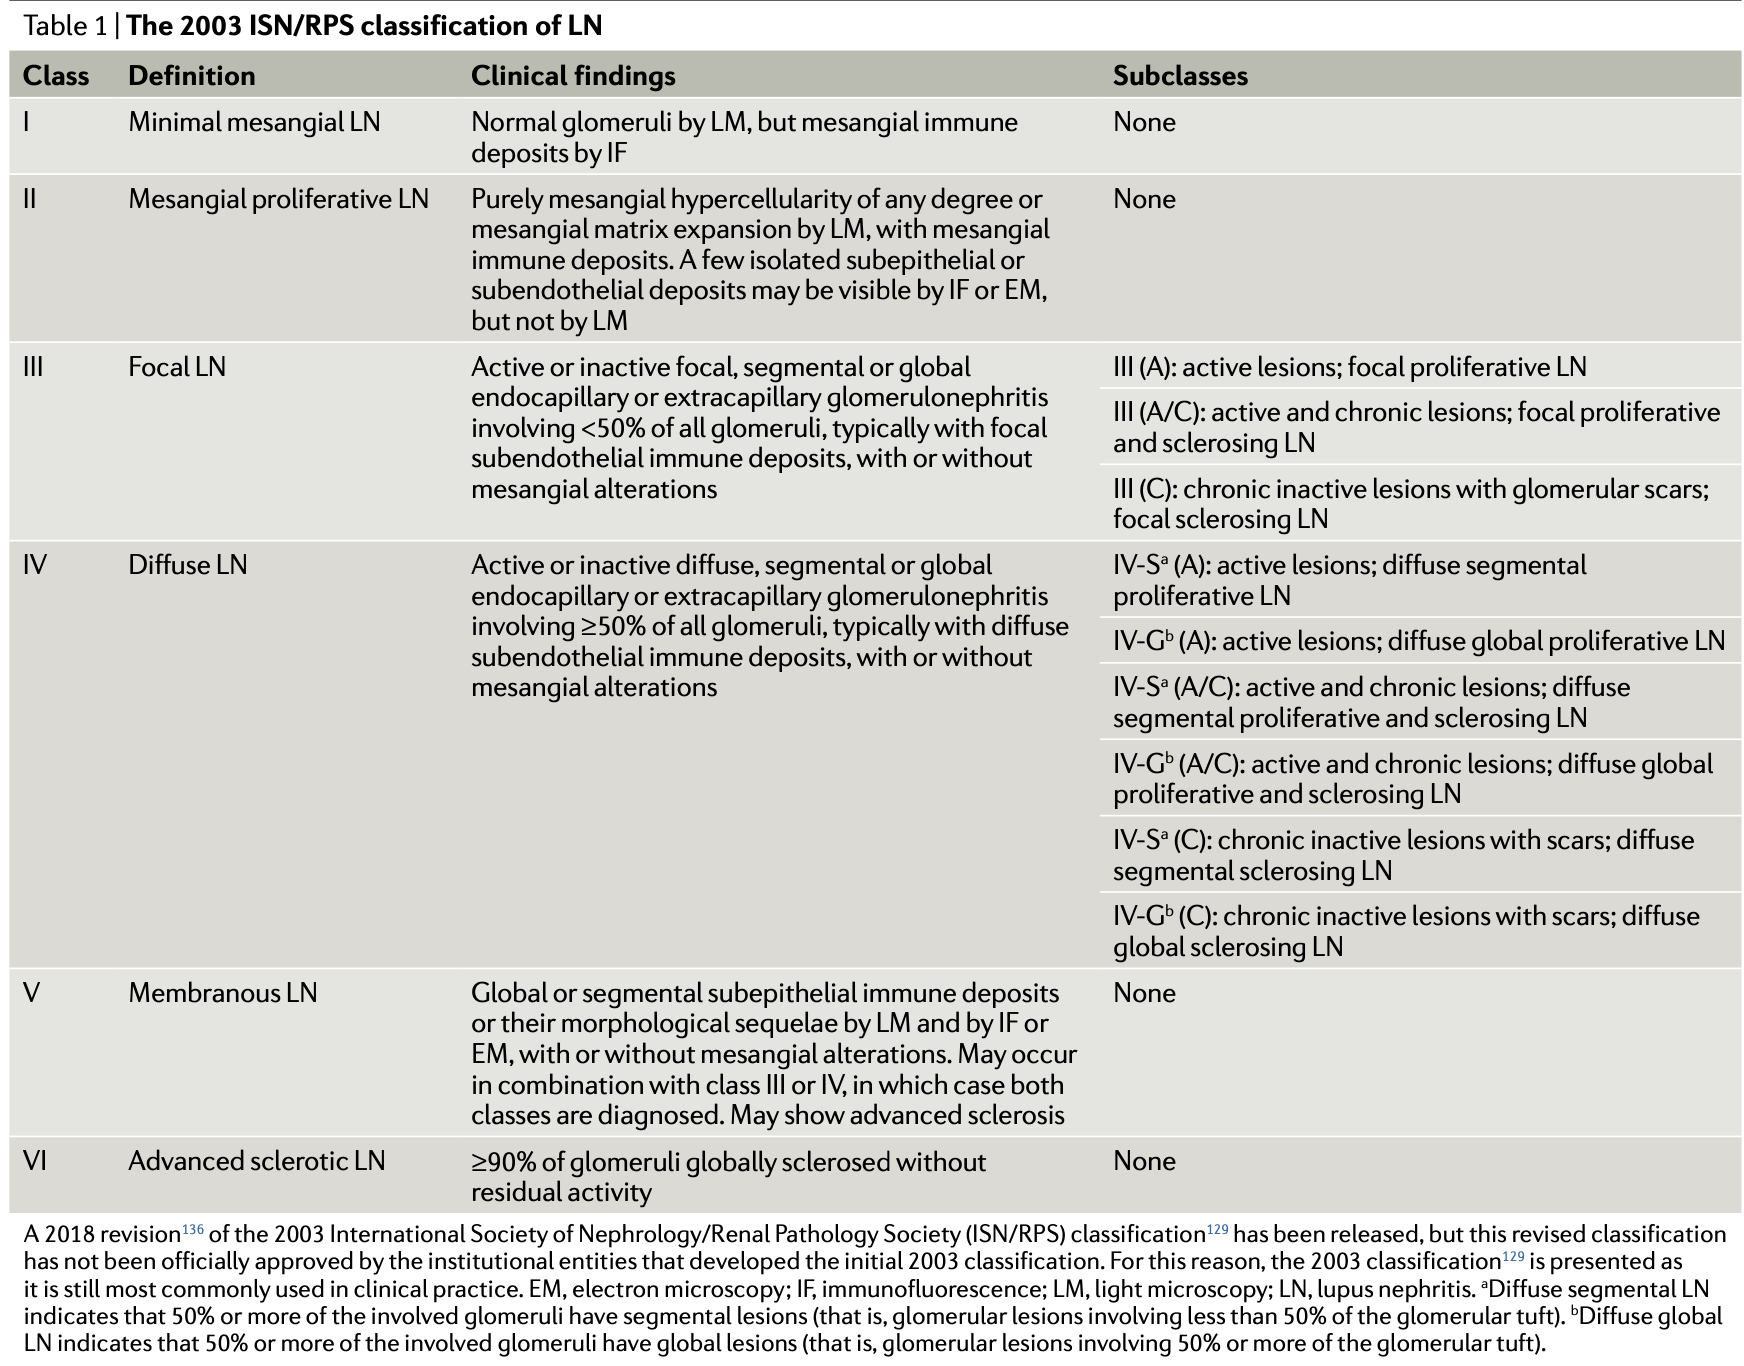 Table 1 | The 2003 ISN/RPS classification of LN
Class Definition Clinical findings Subclasses
I Minimal mesangial LN Normal glomeruli by LM, but mesangial immune None
deposits by IF
II Mesangial proliferative LN Purely mesangial hypercellularity of any degree or None
mesangial matrix expansion by LM, with mesangial
immune deposits. A few isolated subepithelial or
subendothelial deposits may be visible by IF or EM,
but not by LM
III Focal LN Active or inactive focal, segmental or global III (A): active lesions; focal proliferative LN
endocapillary or extracapillary glomerulonephritis
involving <50% of all glomeruli, typically with focal
subendothelial immune deposits, with or without
mesangial alterations
III (A/C): active and chronic lesions; focal proliferative
and sclerosing LN
III (C): chronic inactive lesions with glomerular scars;
focal sclerosing LN
IV Diffuse LN Active or inactive diffuse, segmental or global IV-Sᵃ (A): active lesions; diffuse segmental
endocapillary or extracapillary glomerulonephritis proliferative LN
involving ≥50% of all glomeruli, typically with diffuse
subendothelial immune deposits, with or without
mesangial alterations
IV-Gᵇ (A): active lesions; diffuse global proliferative LN
IV-Sᵃ (A/C): active and chronic lesions; diffuse
segmental proliferative and sclerosing LN
IV-Gᵇ (A/C): active and chronic lesions; diffuse global
proliferative and sclerosing LN
IV-Sᵃ (C): chronic inactive lesions with scars; diffuse
segmental sclerosing LN
IV-Gᵇ (C): chronic inactive lesions with scars; diffuse
global sclerosing LN
V Membranous LN Global or segmental subepithelial immune deposits None
or their morphological sequelae by LM and by IF or
EM, with or without mesangial alterations. May occur
in combination with class III or IV, in which case both
classes are diagnosed. May show advanced sclerosis
VI Advanced sclerotic LN ≥90% of glomeruli globally sclerosed without None
residual activity
A 2018 revision¹³⁶ of the 2003 International Society of Nephrology/Renal Pathology Society (ISN/RPS) classification¹²⁹ has been released, but this revised classification
has not been officially approved by the institutional entities that developed the initial 2003 classification. For this reason, the 2003 classification¹²⁹ is presented as
it is still most commonly used in clinical practice. EM, electron microscopy; IF, immunofluorescence; LM, light microscopy; LN, lupus nephritis. ᵃDiffuse segmental LN
indicates that 50% or more of the involved glomeruli have segmental lesions (that is, glomerular lesions involving less than 50% of the glomerular tuft). ᵇDiffuse global
LN indicates that 50% or more of the involved glomeruli have global lesions (that is, glomerular lesions involving 50% or more of the glomerular tuft).